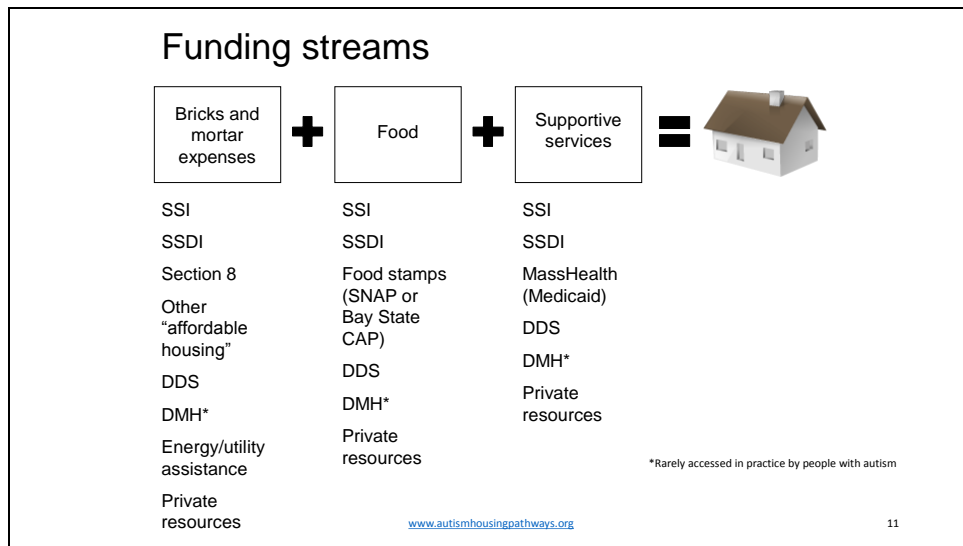 Funding streams
Bricks and
mortar
expenses
Food
Supportive
services
SSI
SSDI
Section 8
Other
“affordable
housing”
DDS
DMH*
Energy/utility
assistance
Private
resources
SSI
SSDI
Food stamps
(SNAP or
Bay State
CAP)
DDS
DMH*
Private
resources
SSI
SSDI
MassHealth
(Medicaid)
DDS
DMH*
Private
resources
*Rarely accessed in practice by people with autism
www.autismhousingpathways.org
11